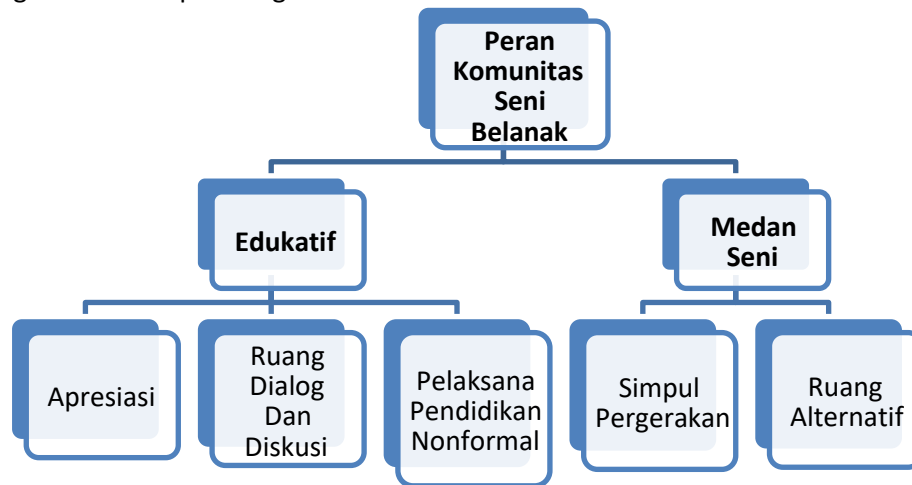 Peran
Komunitas
Seni
Belanak
Edukatif
Medan
Seni
Apresiasi
Ruang
Dialog
Dan
Diskusi
Pelaksana
Pendidikan
Nonformal
Simpul
Pergerakan
Ruang
Alternatif